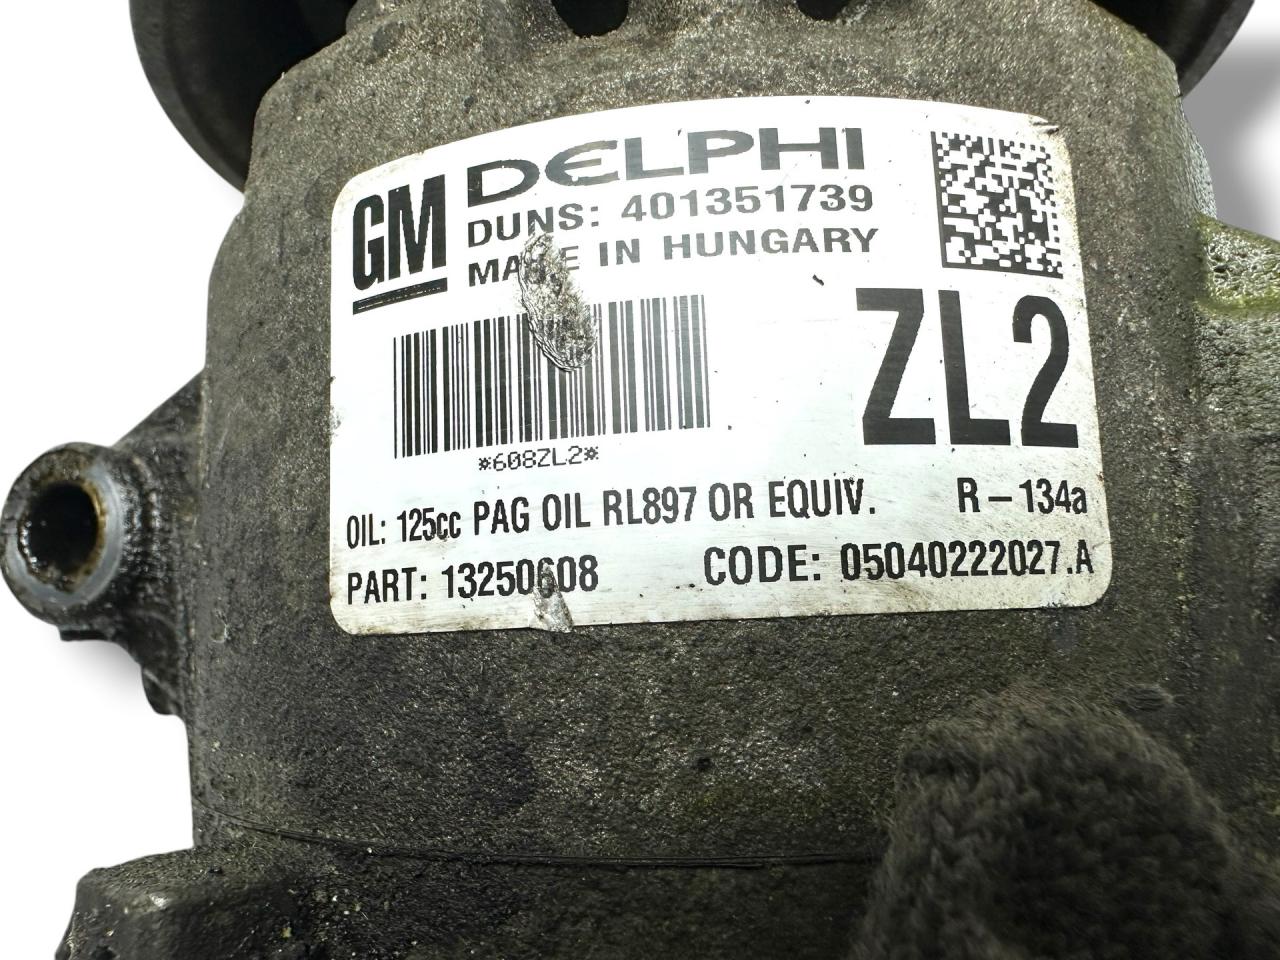 GM DELPHI
DUNS: 401351739
MADE IN HUNGARY
ZL2
*608ZL2*
OIL: 125cc PAG OIL RL897 OR EQUIV. R-134a
PART: 13250608 CODE: 05040222027.A